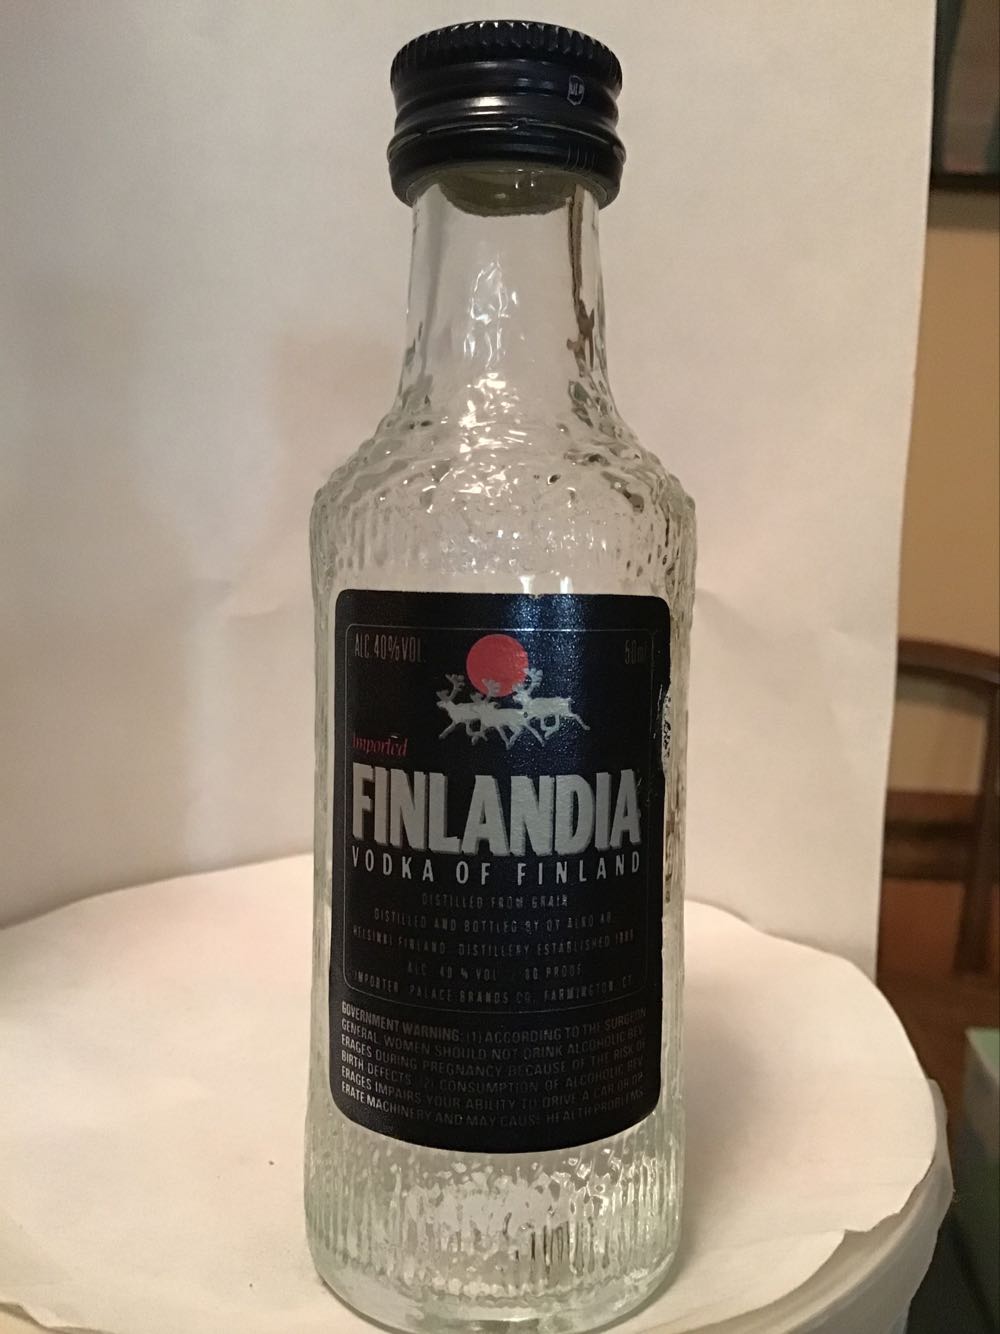 ALC. 40% VOL. 50ml
Imported
FINLANDIA
VODKA OF FINLAND
DISTILLED FROM GRAIN
DISTILLED AND BOTTLED BY OY ALKO AB,
HELSINKI FINLAND. DISTILLERY ESTABLISHED 1888
ALC. 40 % VOL. 80 PROOF
IMPORTER: PALACE BRANDS CO. FARMINGTON, CT.
GOVERNMENT WARNING: (1) ACCORDING TO THE SURGEON
GENERAL, WOMEN SHOULD NOT DRINK ALCOHOLIC BEV-
ERAGES DURING PREGNANCY BECAUSE OF THE RISK OF
BIRTH DEFECTS. (2) CONSUMPTION OF ALCOHOLIC BEV-
ERAGES IMPAIRS YOUR ABILITY TO DRIVE A CAR OR OP-
ERATE MACHINERY AND MAY CAUSE HEALTH PROBLEMS.